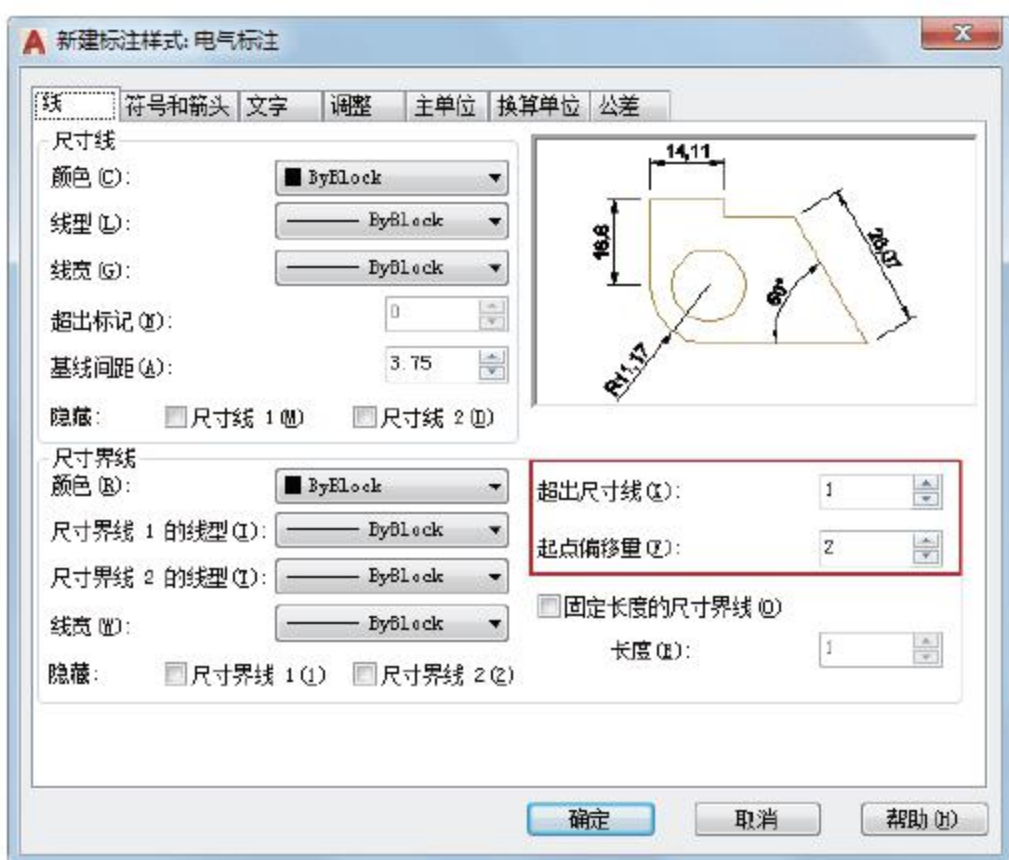 新建标注样式: 电气标注
线 符号和箭头 文字 调整 主单位 换算单位 公差
尺寸线
颜色(C): ByBlock
线型(L): ByBlock
线宽(G): ByBlock
超出标记(N): 0
基线间距(A): 3.75
隐藏: 尺寸线 1(M) 尺寸线 2(D)
14,11
16,6
28,07
60°
R11,17
尺寸界线
颜色(R): ByBlock
尺寸界线 1 的线型(I): ByBlock
尺寸界线 2 的线型(T): ByBlock
线宽(W): ByBlock
隐藏: 尺寸界线 1(1) 尺寸界线 2(2)
超出尺寸线(X): 1
起点偏移量(F): 2
固定长度的尺寸界线(O)
长度(E): 1
确定 取消 帮助(H)